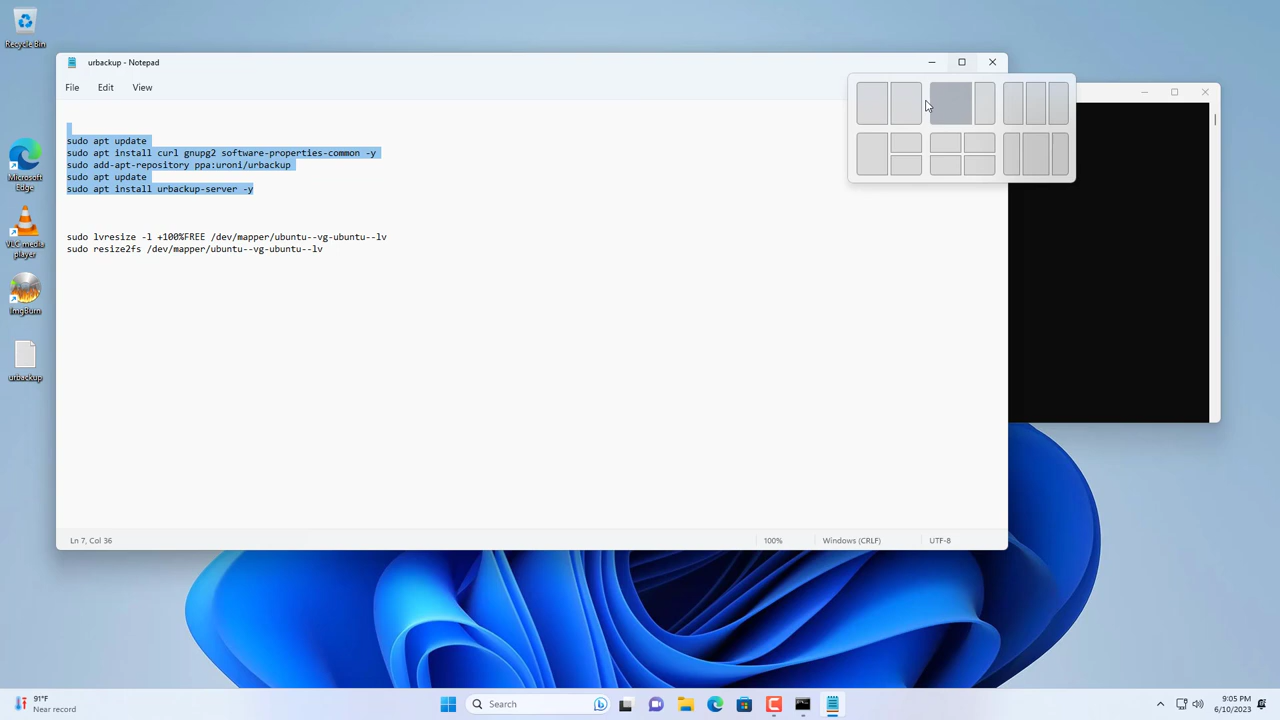 Recycle Bin
Microsoft
Edge
VLC media
player
ImgBurn
urbackup
urbackup - Notepad
File Edit View
sudo apt update
sudo apt install curl gnupg2 software-properties-common -y
sudo add-apt-repository ppa:uroni/urbackup
sudo apt update
sudo apt install urbackup-server -y
sudo lvresize -l +100%FREE /dev/mapper/ubuntu--vg-ubuntu--lv
sudo resize2fs /dev/mapper/ubuntu--vg-ubuntu--lv
Ln 7, Col 36 100% Windows (CRLF) UTF-8
91°F
Near record
Search
9:05 PM
6/10/2023